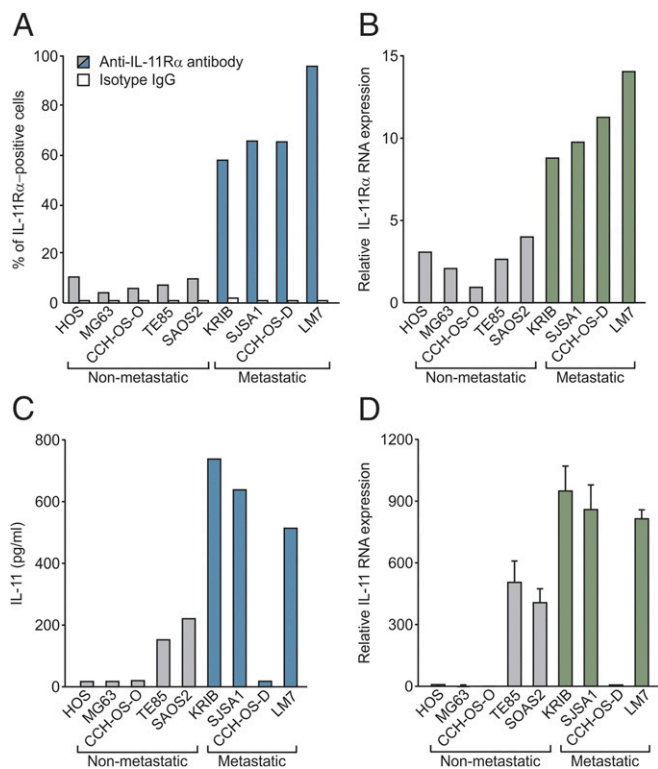 A
Anti-IL-11Rα antibody
Isotype IgG
% of IL-11Rα–positive cells
100
80
60
40
20
0
HOS
MG63
CCH-OS-O
TE85
SAOS2
KRIB
SJSA1
CCH-OS-D
LM7
Non-metastatic
Metastatic
B
Relative IL-11Rα RNA expression
15
10
5
0
HOS
MG63
CCH-OS-O
TE85
SAOS2
KRIB
SJSA1
CCH-OS-D
LM7
Non-metastatic
Metastatic
C
IL-11 (pg/ml)
800
600
400
200
0
HOS
MG63
CCH-OS-O
TE85
SAOS2
KRIB
SJSA1
CCH-OS-D
LM7
Non-metastatic
Metastatic
D
Relative IL-11 RNA expression
1200
900
600
300
0
HOS
MG63
CCH-OS-O
TE85
SOAS2
KRIB
SJSA1
CCH-OS-D
LM7
Non-metastatic
Metastatic